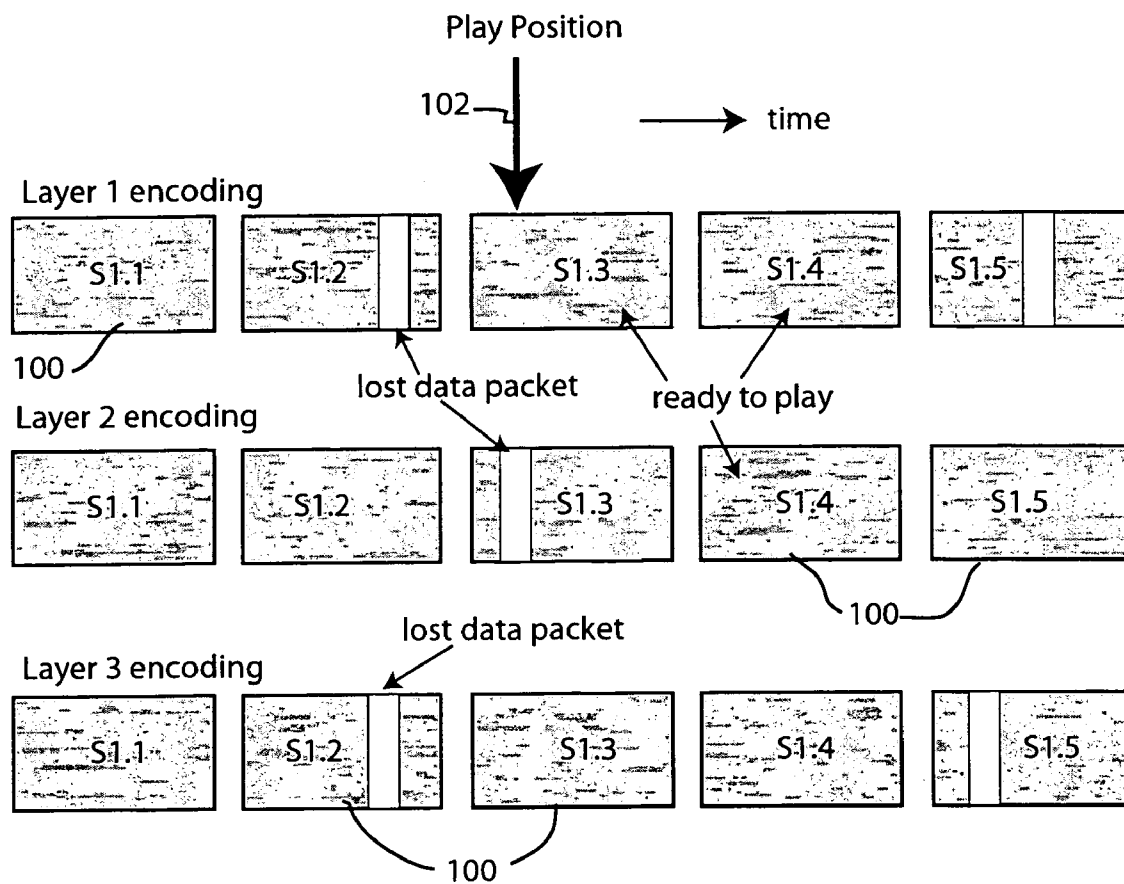 Play Position
102
time
Layer 1 encoding
S1.1
S1.2
S1.3
S1.4
S1.5
100
lost data packet
ready to play
Layer 2 encoding
S1.1
S1.2
S1.3
S1.4
S1.5
100
lost data packet
Layer 3 encoding
S1.1
S1.2
S1.3
S1.4
S1.5
100